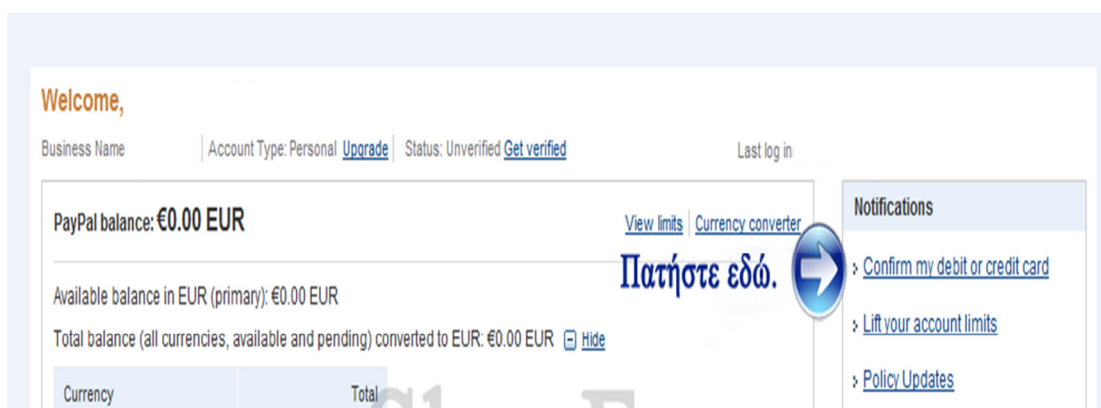 Welcome,
Business Name Account Type: Personal Upgrade Status: Unverified Get verified Last log in
PayPal balance: €0.00 EUR
View limits Currency converter
Πατήστε εδώ.
Available balance in EUR (primary): €0.00 EUR
Total balance (all currencies, available and pending) converted to EUR: €0.00 EUR Hide
Currency Total
Notifications
Confirm my debit or credit card
Lift your account limits
Policy Updates